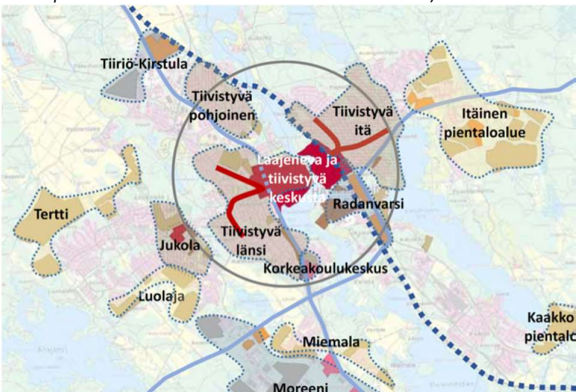 Tiiriö-Kirstula
Tiivistyvä
pohjoinen
Tiivistyvä
itä
Itäinen
pientaloalue
Laajeneva ja
tiivistyvä
keskusta
Tertti
Radanvarsi
Jukola
Tiivistyvä
länsi
Korkeakoulukeskus
Luolaja
Kaakko
pientalo
Miemala
Moreeni